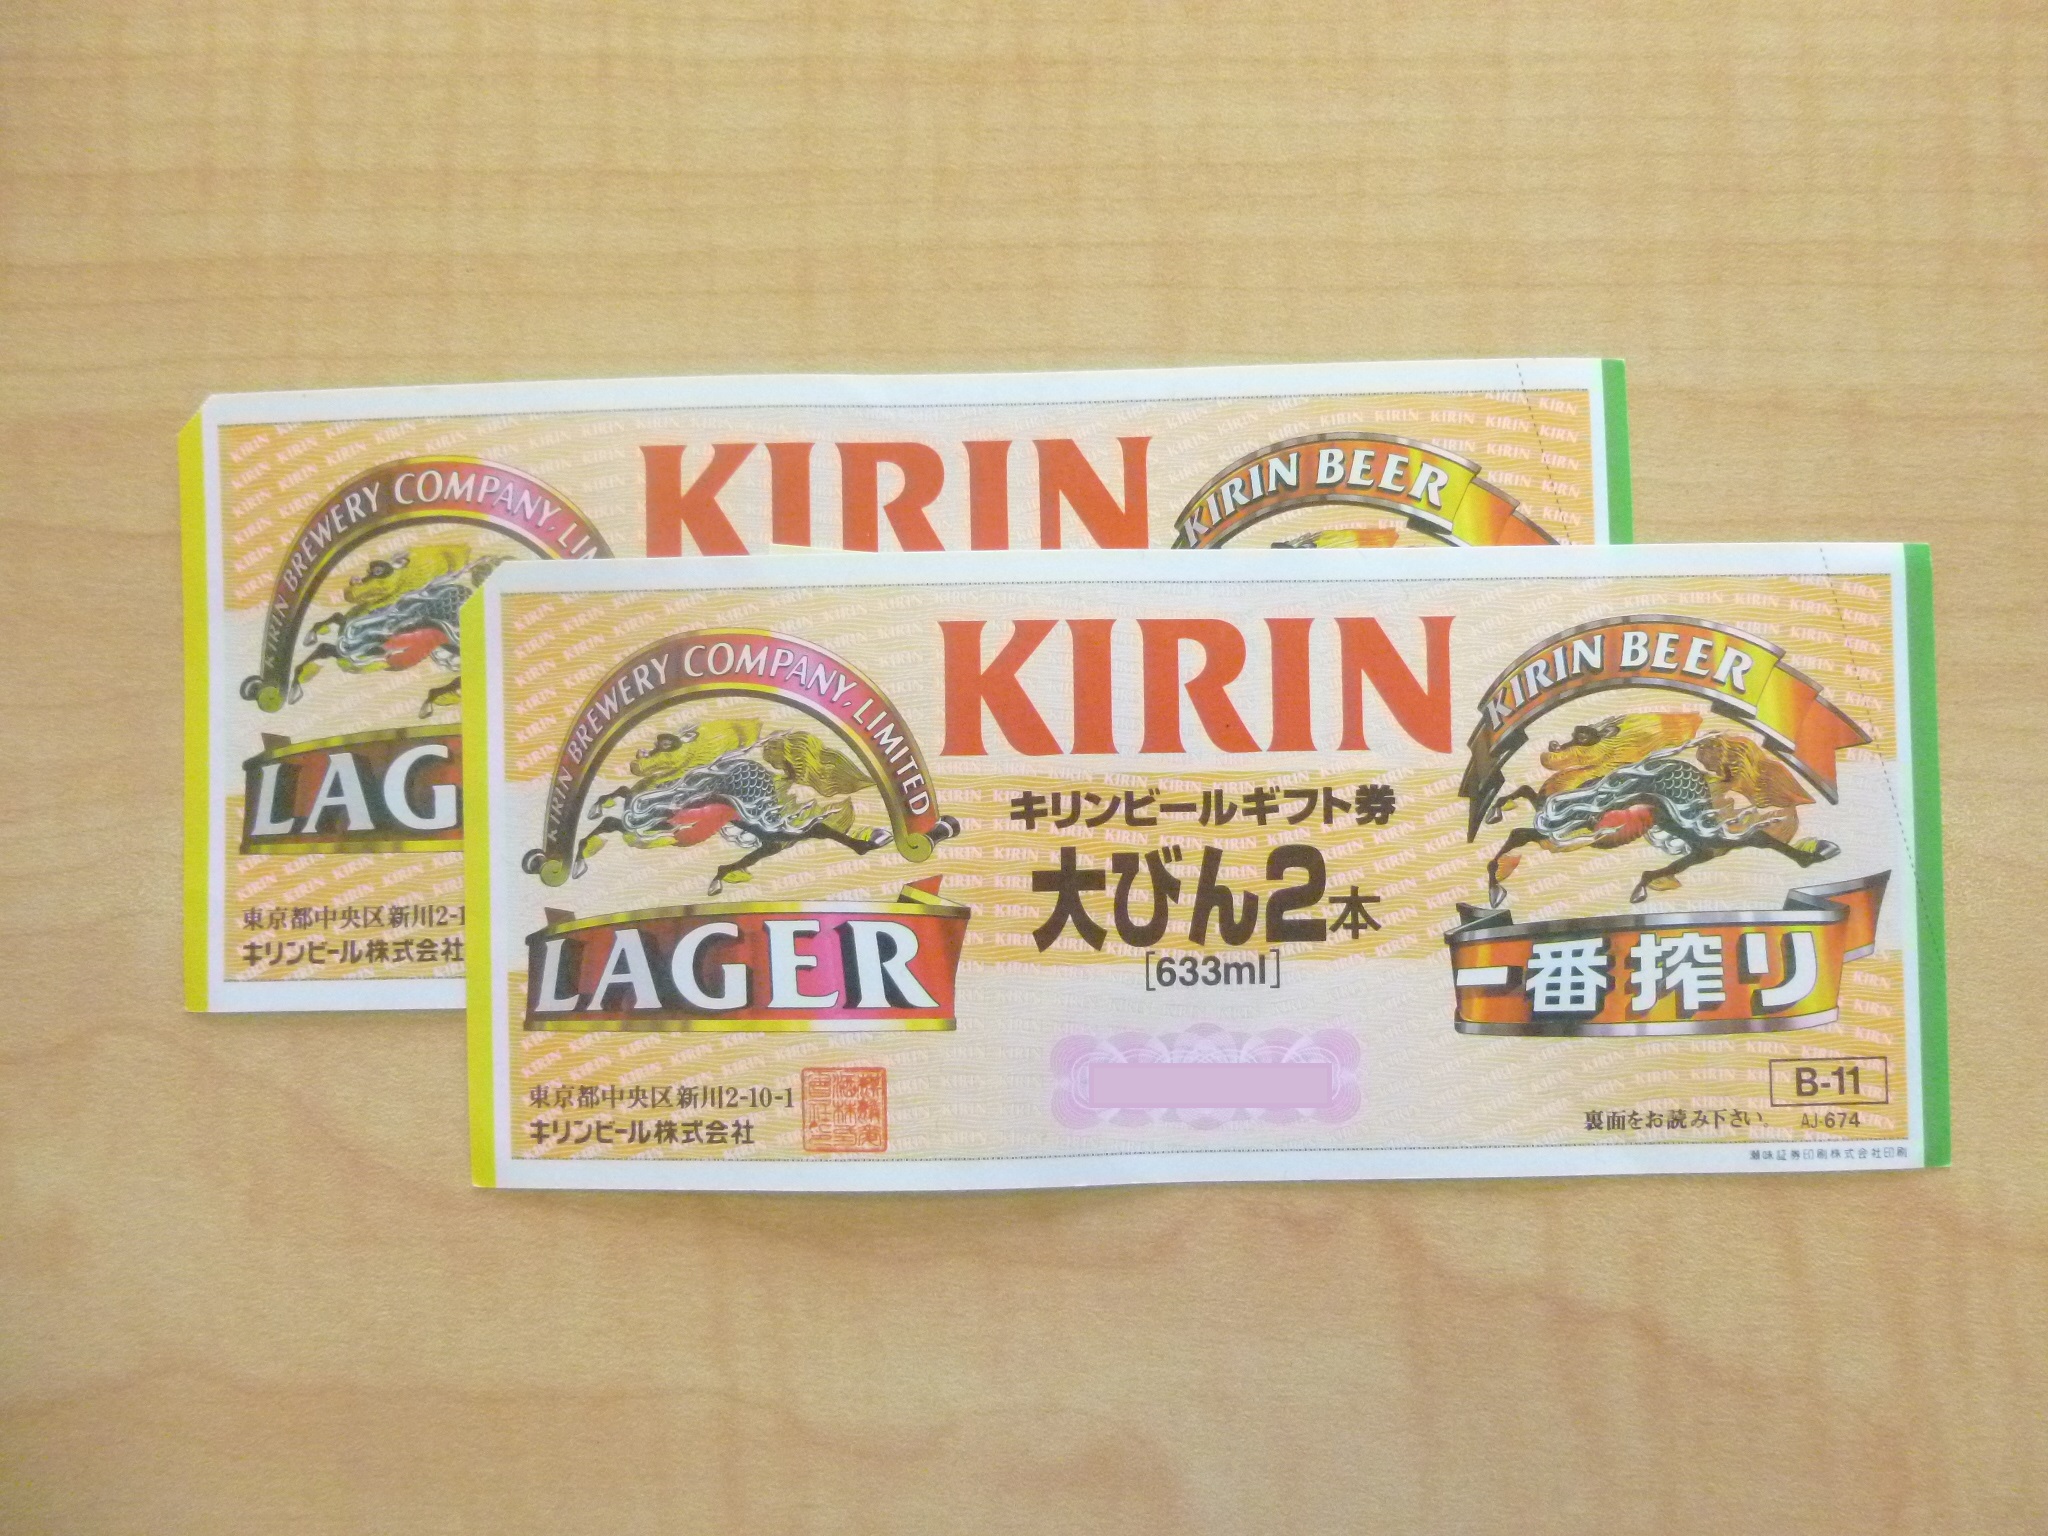 KIRIN BREWERY COMPANY, LIM
LAG
KIRIN
KIRIN BEER
東京都中央区新川2-1
キリンビール株式会社
KIRIN BREWERY COMPANY, LIMITED
LAGER
KIRIN
キリンビールギフト券
大びん2本
[633ml]
KIRIN BEER
一番搾り
東京都中央区新川2-10-1
キリンビール株式会社
B-11
裏面をお読み下さい。 AJ-674